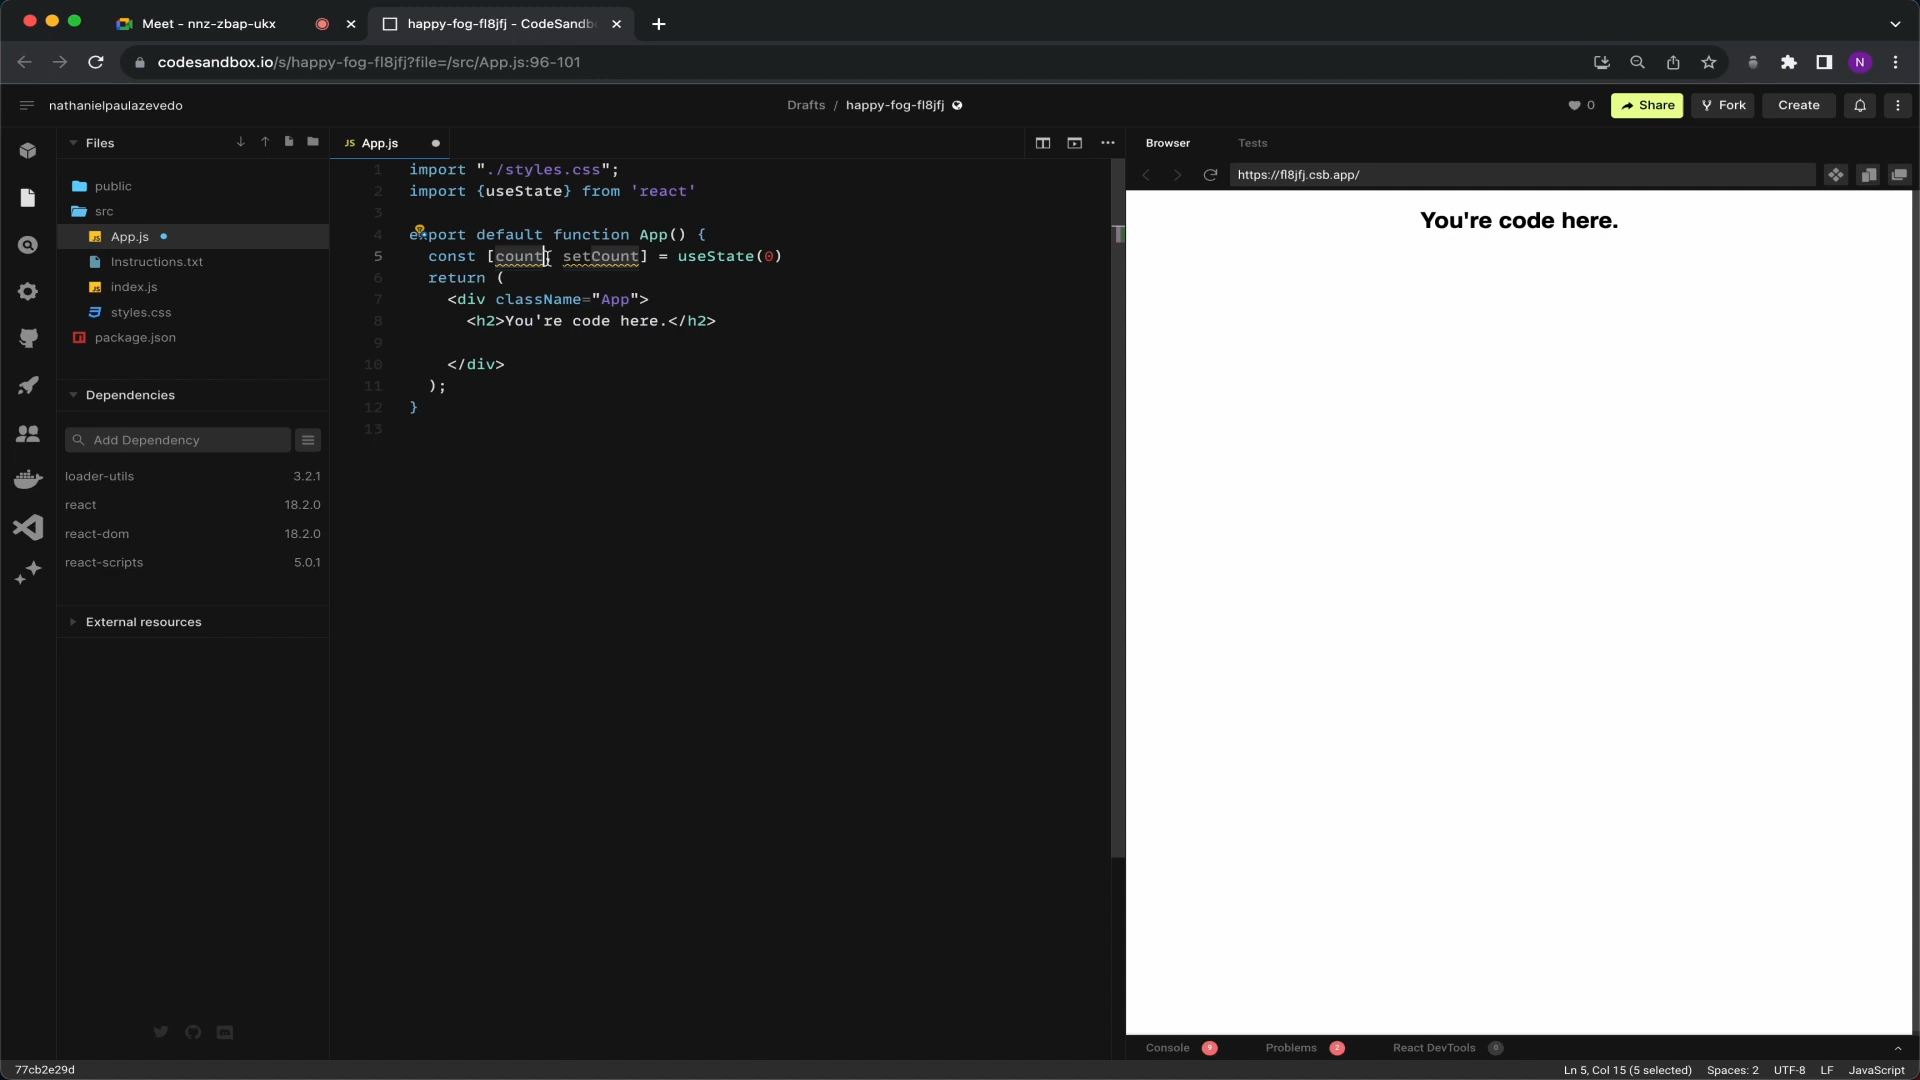 Meet - nnz-zbap-ukx
happy-fog-fl8jfj - CodeSandb
codesandbox.io/s/happy-fog-fl8jfj?file=/src/App.js:96-101
N
nathanielpaulazevedo
Drafts / happy-fog-fl8jfj
0
Share
Fork
Create
Files
public
src
JS App.js
Instructions.txt
JS index.js
styles.css
package.json
Dependencies
Add Dependency
loader-utils 3.2.1
react 18.2.0
react-dom 18.2.0
react-scripts 5.0.1
External resources
JS App.js
1 import "./styles.css";
2 import {useState} from 'react'
3
4 export default function App() {
5 const [count, setCount] = useState(0)
6 return (
7 <div className="App">
8 <h2>You're code here.</h2>
9
10 </div>
11 );
12 }
13
Browser
Tests
https://fl8jfj.csb.app/
You're code here.
Console 9
Problems 2
React DevTools 0
77cb2e29d
Ln 5, Col 15 (5 selected)
Spaces: 2
UTF-8
LF
JavaScript